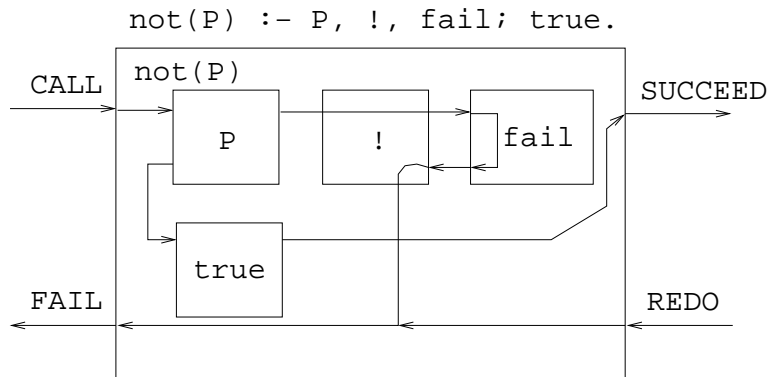 not(P) :- P, !, fail; true.
not(P)
CALL
SUCCEED
P
!
fail
true
FAIL
REDO